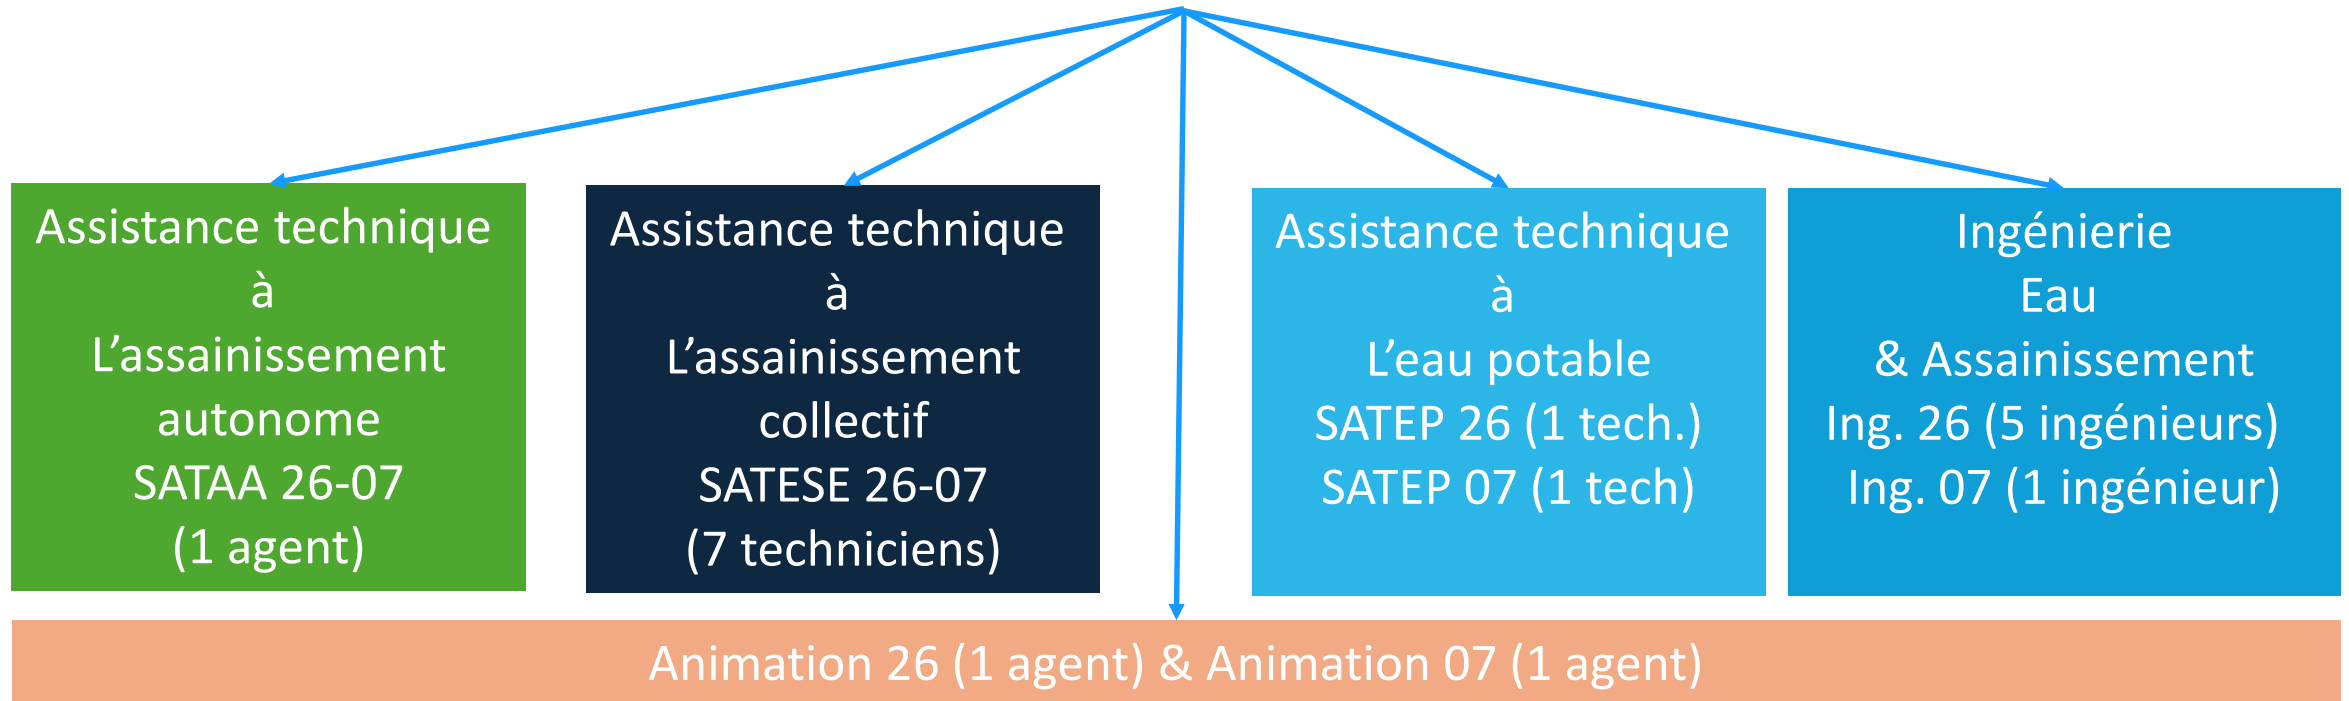 Assistance technique
à
L’assainissement
autonome
SATAA 26-07
(1 agent)
Assistance technique
à
L’assainissement
collectif
SATESE 26-07
(7 techniciens)
Assistance technique
à
L’eau potable
SATEP 26 (1 tech.)
SATEP 07 (1 tech)
Ingénierie
Eau
& Assainissement
Ing. 26 (5 ingénieurs)
Ing. 07 (1 ingénieur)
Animation 26 (1 agent) & Animation 07 (1 agent)